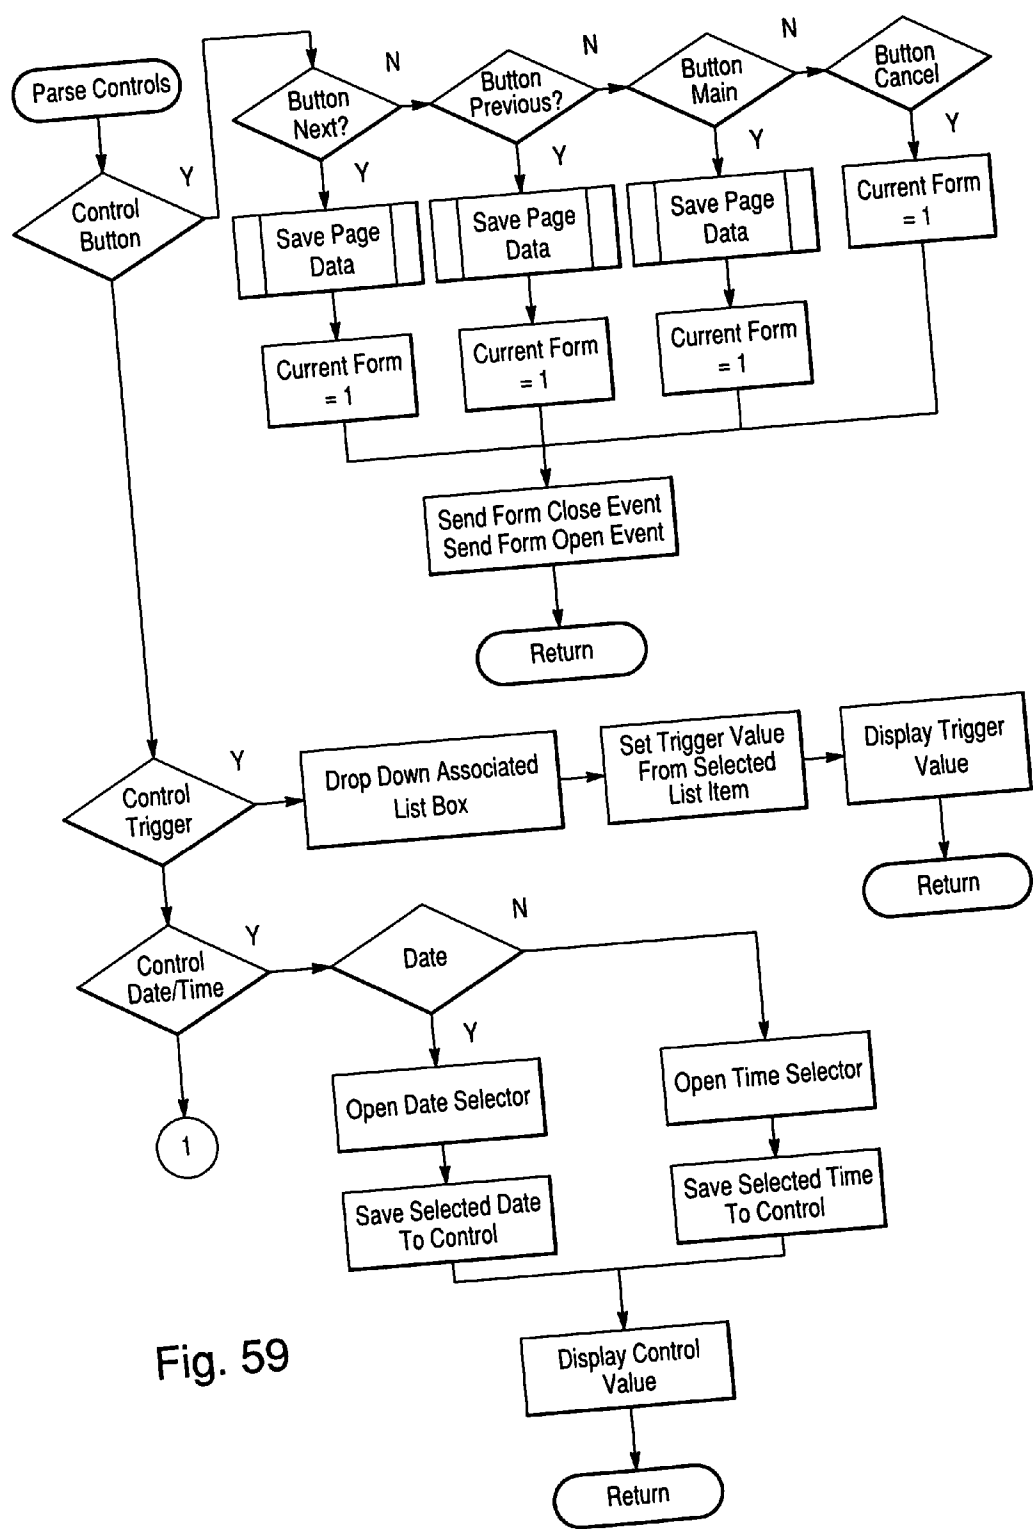 Parse Controls
Control
Button
Y
Button
Next?
N
Button
Previous?
N
Button
Main
N
Button
Cancel
Y
Y
Y
Y
Save Page
Data
Save Page
Data
Save Page
Data
Current Form
= 1
Current Form
= 1
Current Form
= 1
Current Form
= 1
Send Form Close Event
Send Form Open Event
Return
Control
Trigger
Y
Drop Down Associated
List Box
Set Trigger Value
From Selected
List Item
Display Trigger
Value
Return
Control
Date/Time
Y
Date
N
Y
Open Date Selector
Open Time Selector
1
Save Selected Date
To Control
Save Selected Time
To Control
Display Control
Value
Return
Fig. 59